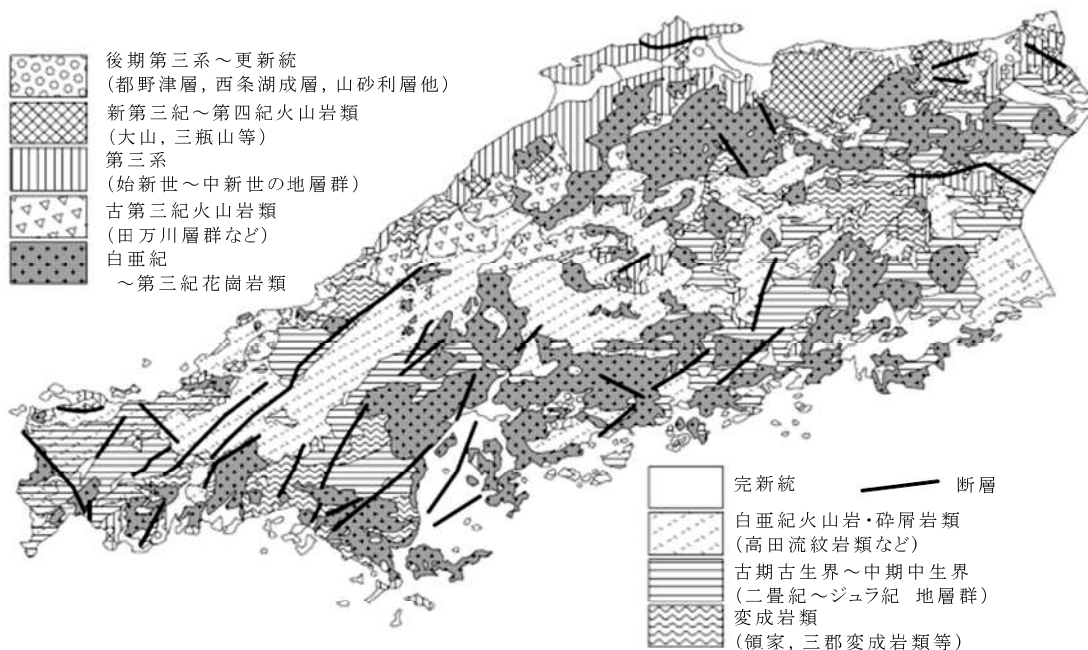 後期第三系～更新統
(都野津層, 西条湖成層, 山砂利層他)
新第三紀～第四紀火山岩類
(大山, 三瓶山等)
第三系
(始新世～中新世の地層群)
古第三紀火山岩類
(田万川層群など)
白亜紀
～第三紀花崗岩類
完新統
断層
白亜紀火山岩・砕屑岩類
(高田流紋岩類など)
古期古生界～中期中生界
(二畳紀～ジュラ紀 地層群)
変成岩類
(領家, 三郡変成岩類等)